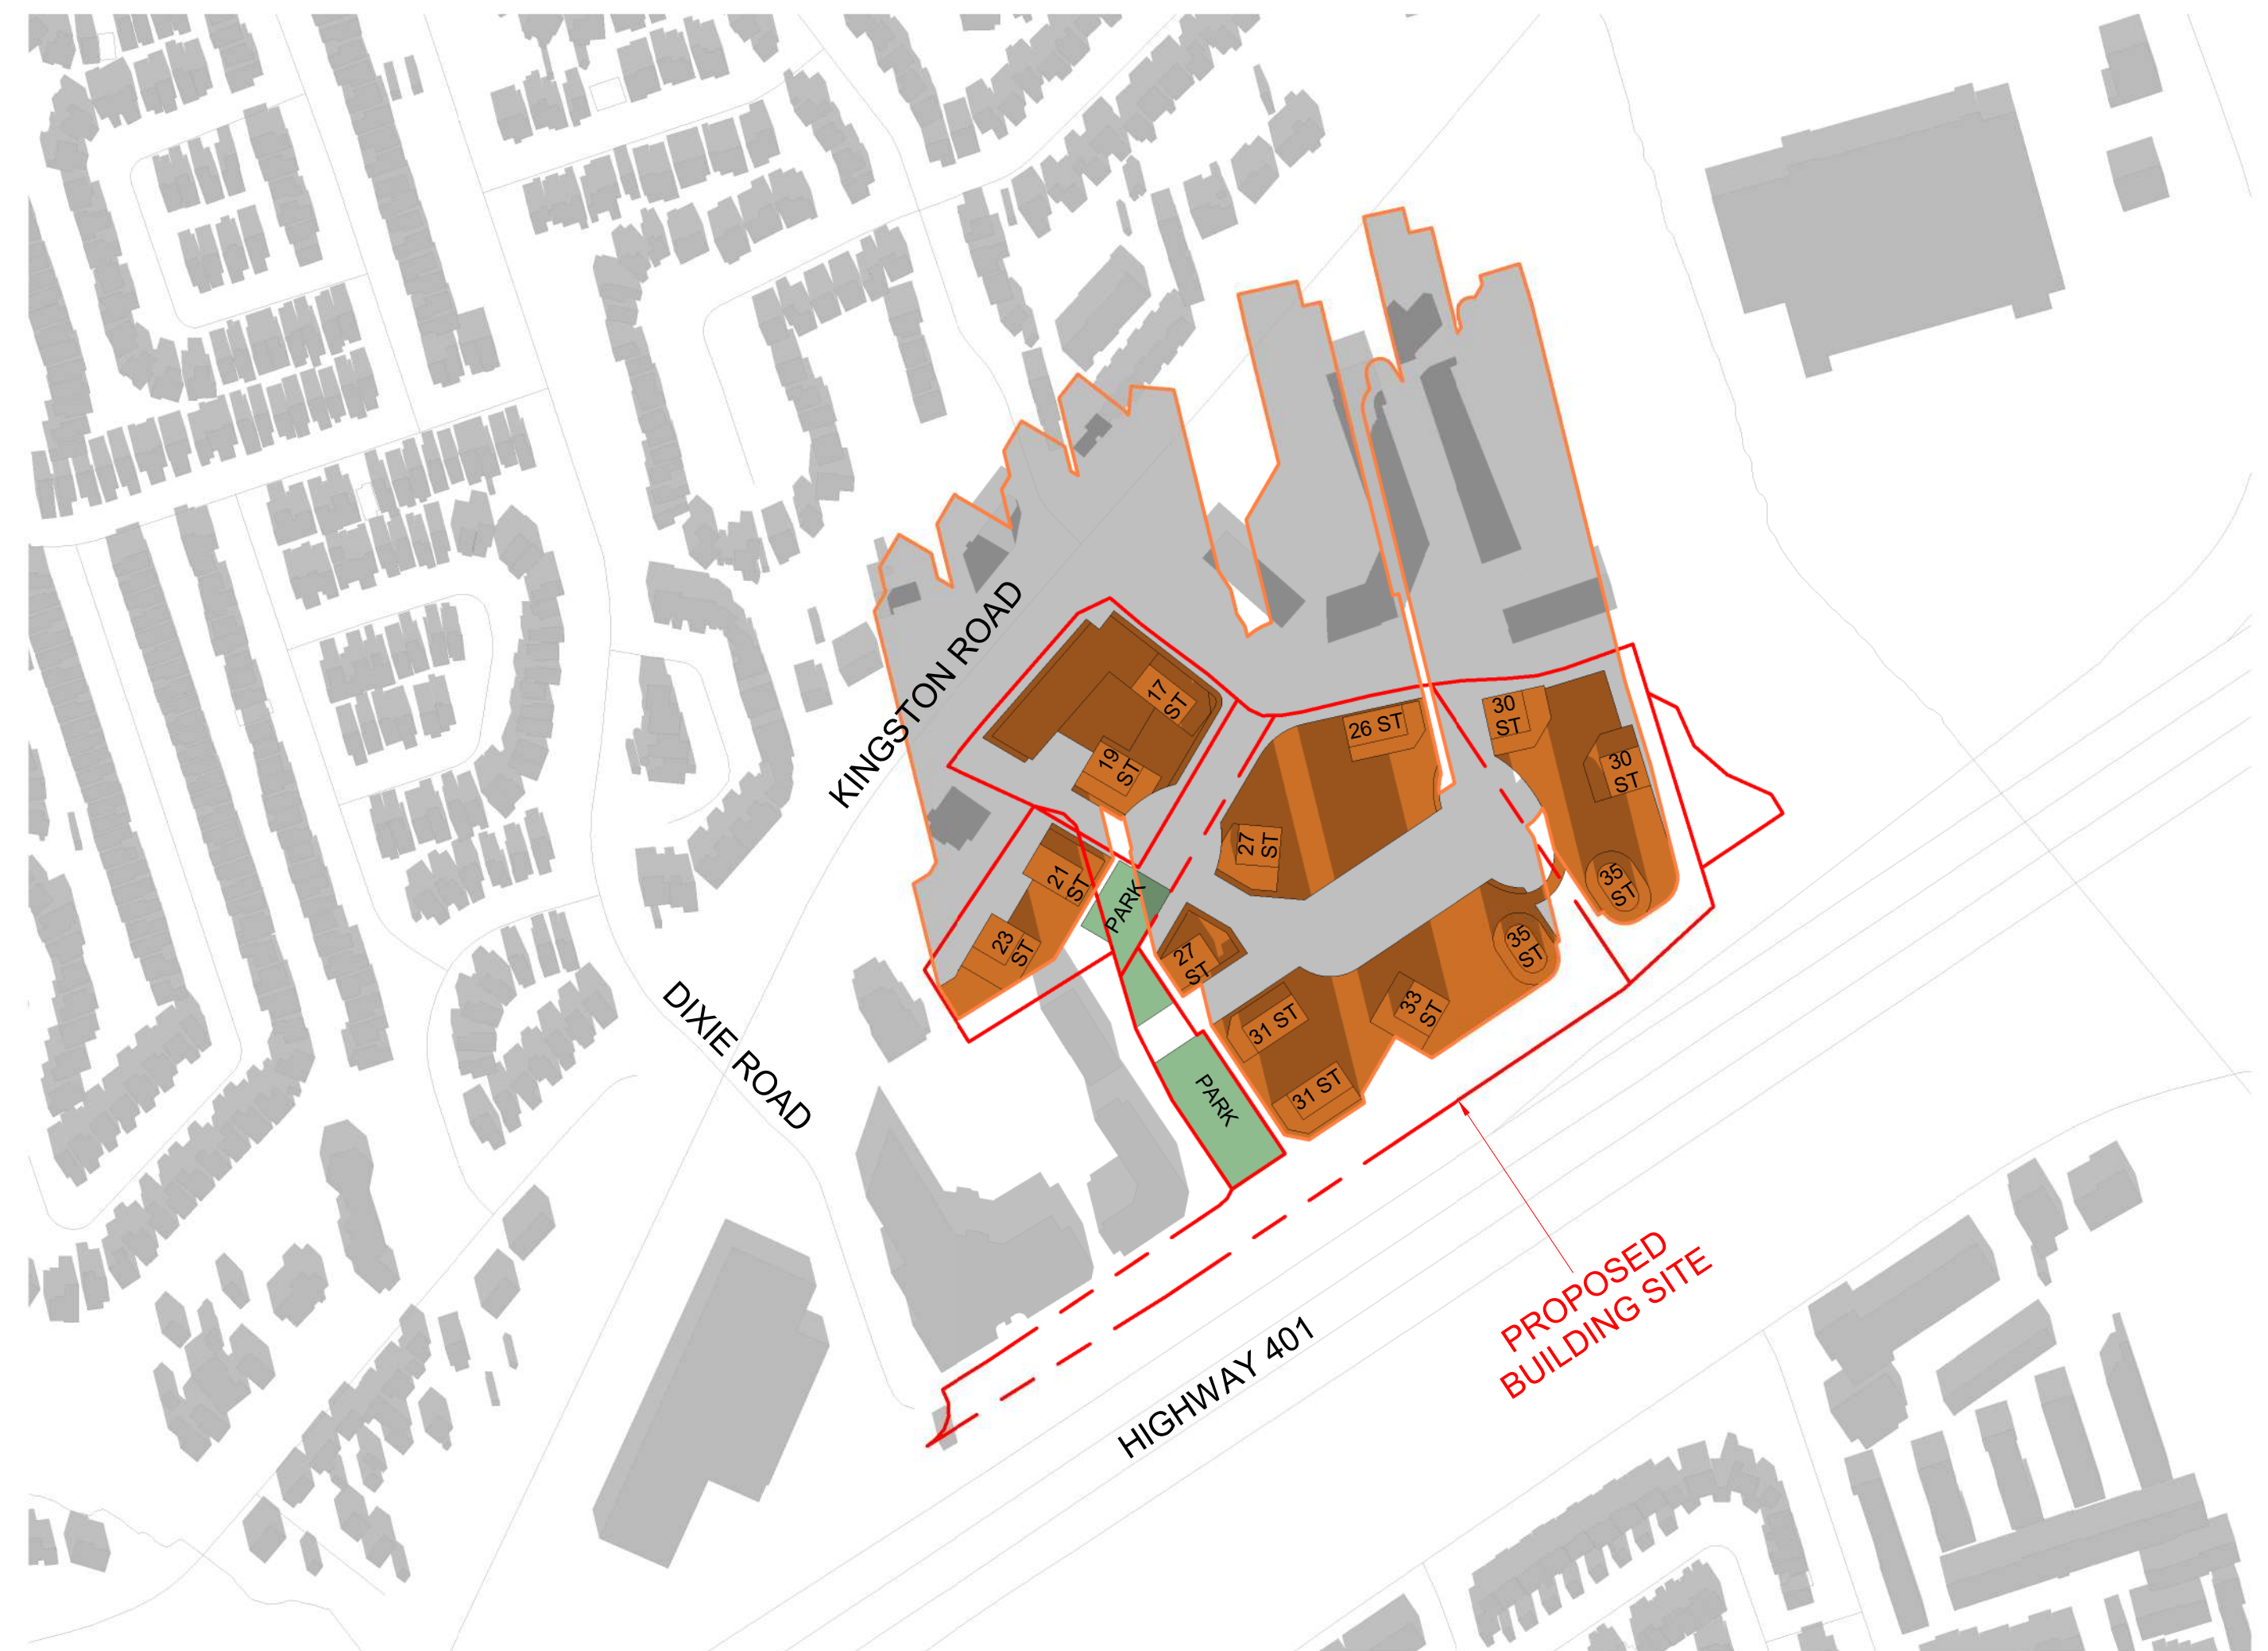 KINGSTON ROAD
17
ST
19
ST
26 ST
30
ST
30
ST
27
ST
21
ST
PARK
35
ST
23
ST
27
ST
35
ST
31 ST
33
ST
31 ST
PARK
DIXIE ROAD
HIGHWAY 401
PROPOSED
BUILDING SITE